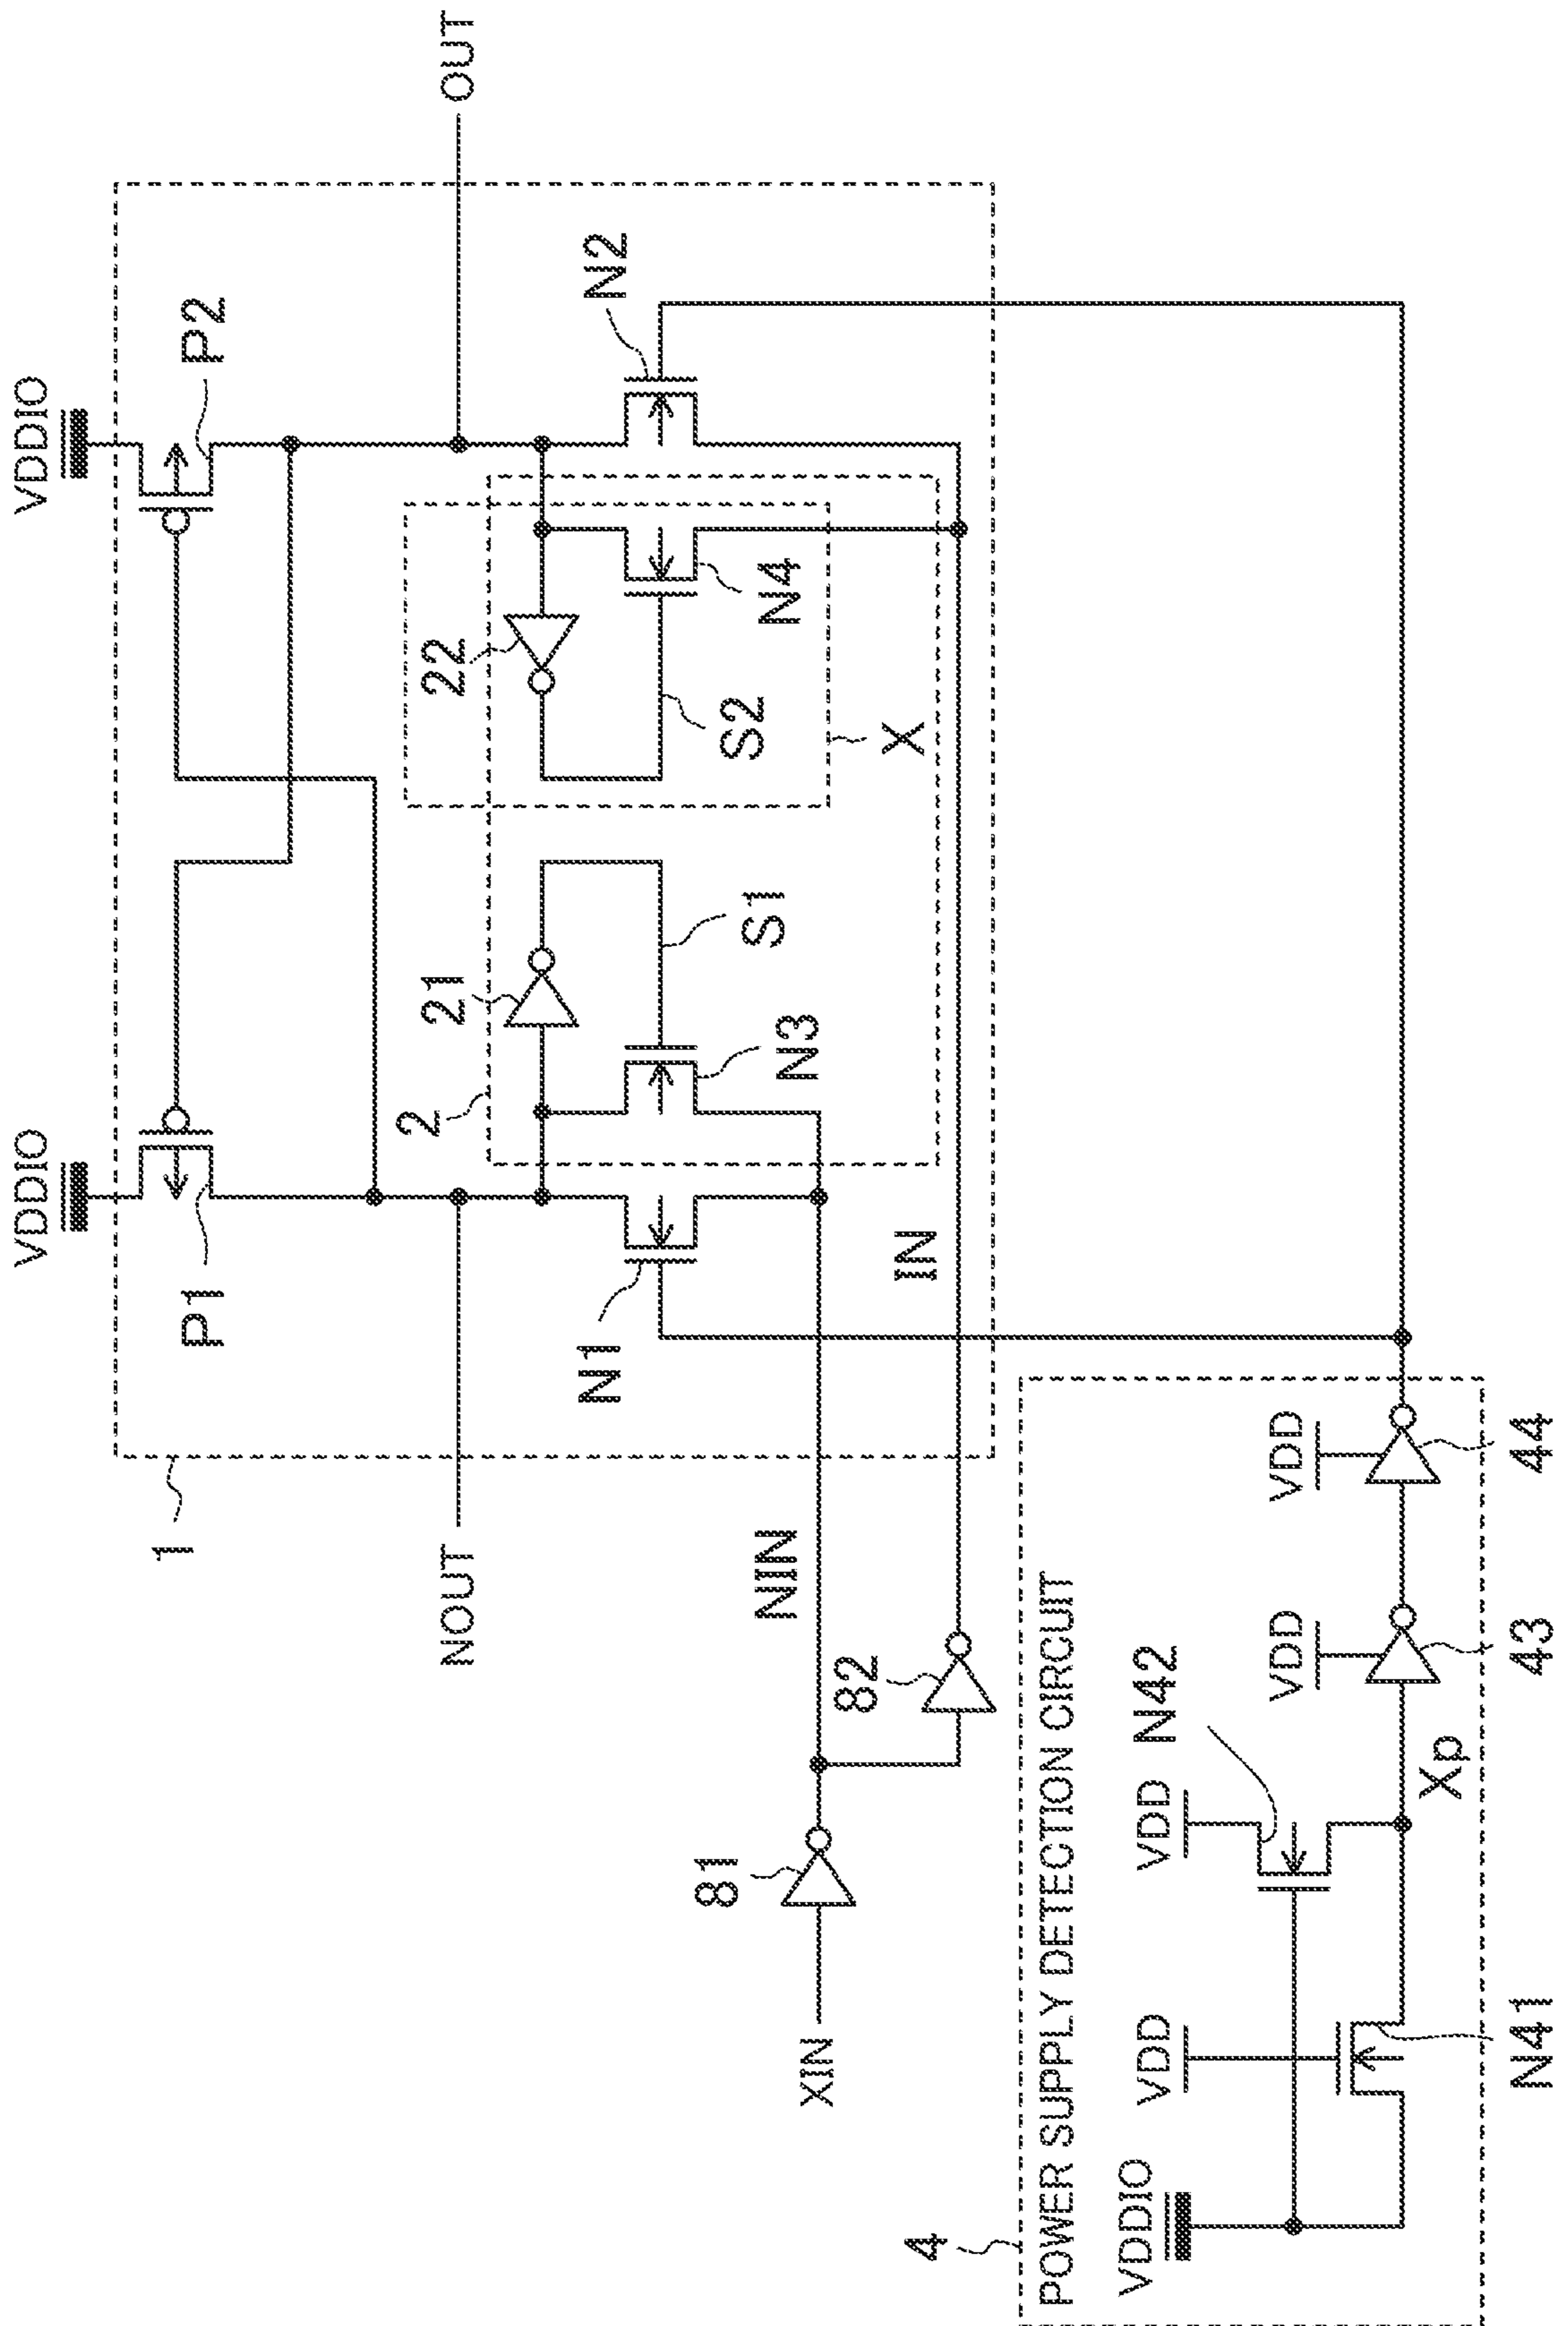 VDDIO
VDDIO
P1
P2
1
OUT
NOUT
2
21
22
N1
N2
N3
N4
S1
S2
X
NIN
IN
XIN
81
82
4
POWER SUPPLY DETECTION CIRCUIT
VDDIO
VDD
VDD
N42
VDD
VDD
Xp
N41
43
44